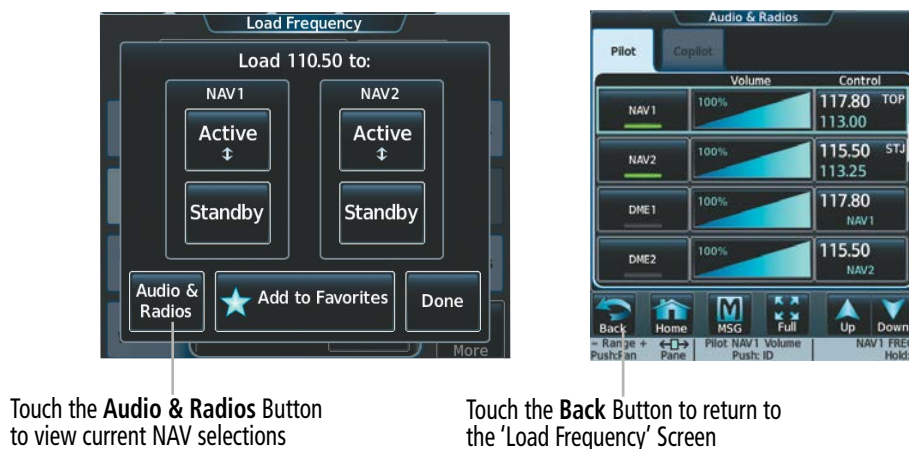 Load Frequency
Load 110.50 to:
NAV1
NAV2
Active
Active
Standby
Standby
Audio &
Radios
Add to Favorites
Done
More
Touch the Audio & Radios Button
to view current NAV selections
Audio & Radios
Pilot
Copilot
Volume
Control
NAV1
100%
117.80 TOP
113.00
NAV2
100%
115.50 STJ
113.25
DME1
100%
117.80
NAV1
DME2
100%
115.50
NAV2
Back
Home
MSG
Full
Up
Down
– Range +
Push:Pan
Pane
Pilot NAV1 Volume
Push: ID
NAV1 FREQ
Hold:
Touch the Back Button to return to
the 'Load Frequency' Screen